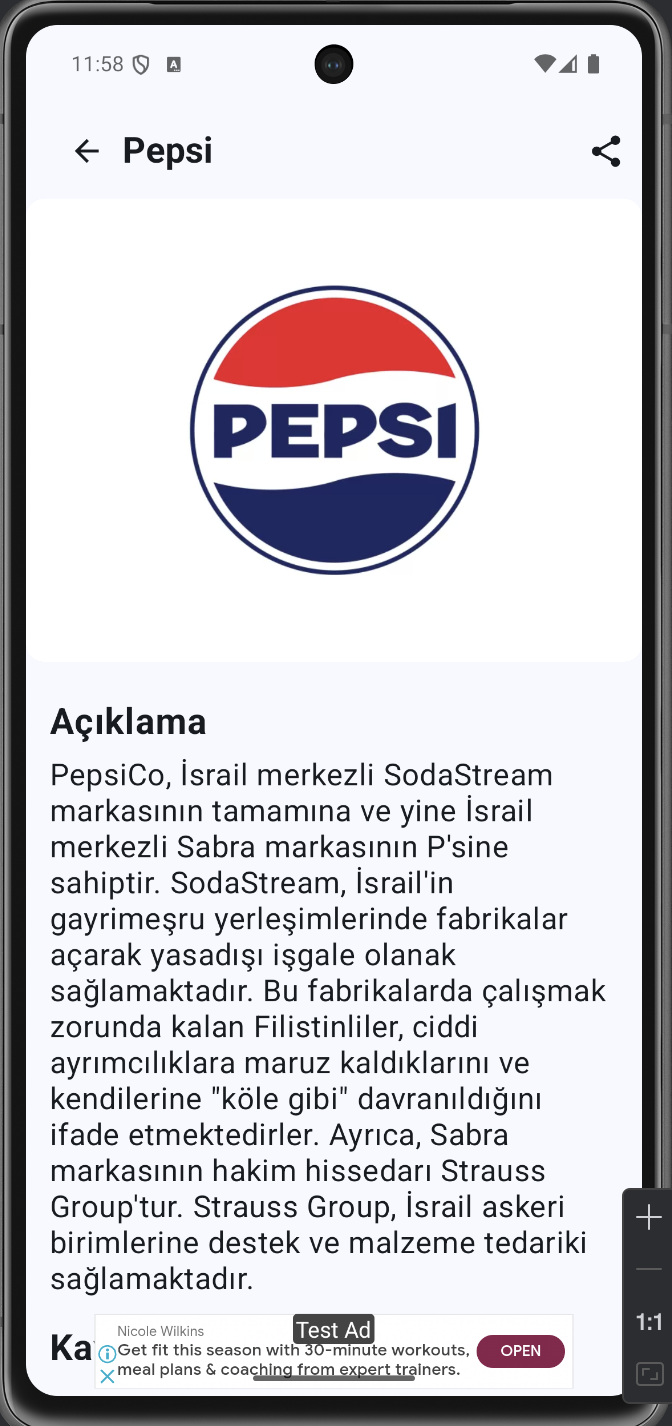 11:58
Pepsi
PEPSI
Açıklama
PepsiCo, İsrail merkezli SodaStream
markasının tamamına ve yine İsrail
merkezli Sabra markasının P'sine
sahiptir. SodaStream, İsrail'in
gayrimeşru yerleşimlerinde fabrikalar
açarak yasadışı işgale olanak
sağlamaktadır. Bu fabrikalarda çalışmak
zorunda kalan Filistinliler, ciddi
ayrımcılıklara maruz kaldıklarını ve
kendilerine "köle gibi" davranıldığını
ifade etmektedirler. Ayrıca, Sabra
markasının hakim hissedarı Strauss
Group'tur. Strauss Group, İsrail askeri
birimlerine destek ve malzeme tedariki
sağlamaktadır.
Nicole Wilkins
Test Ad
Get fit this season with 30-minute workouts,
meal plans & coaching from expert trainers.
OPEN
1:1